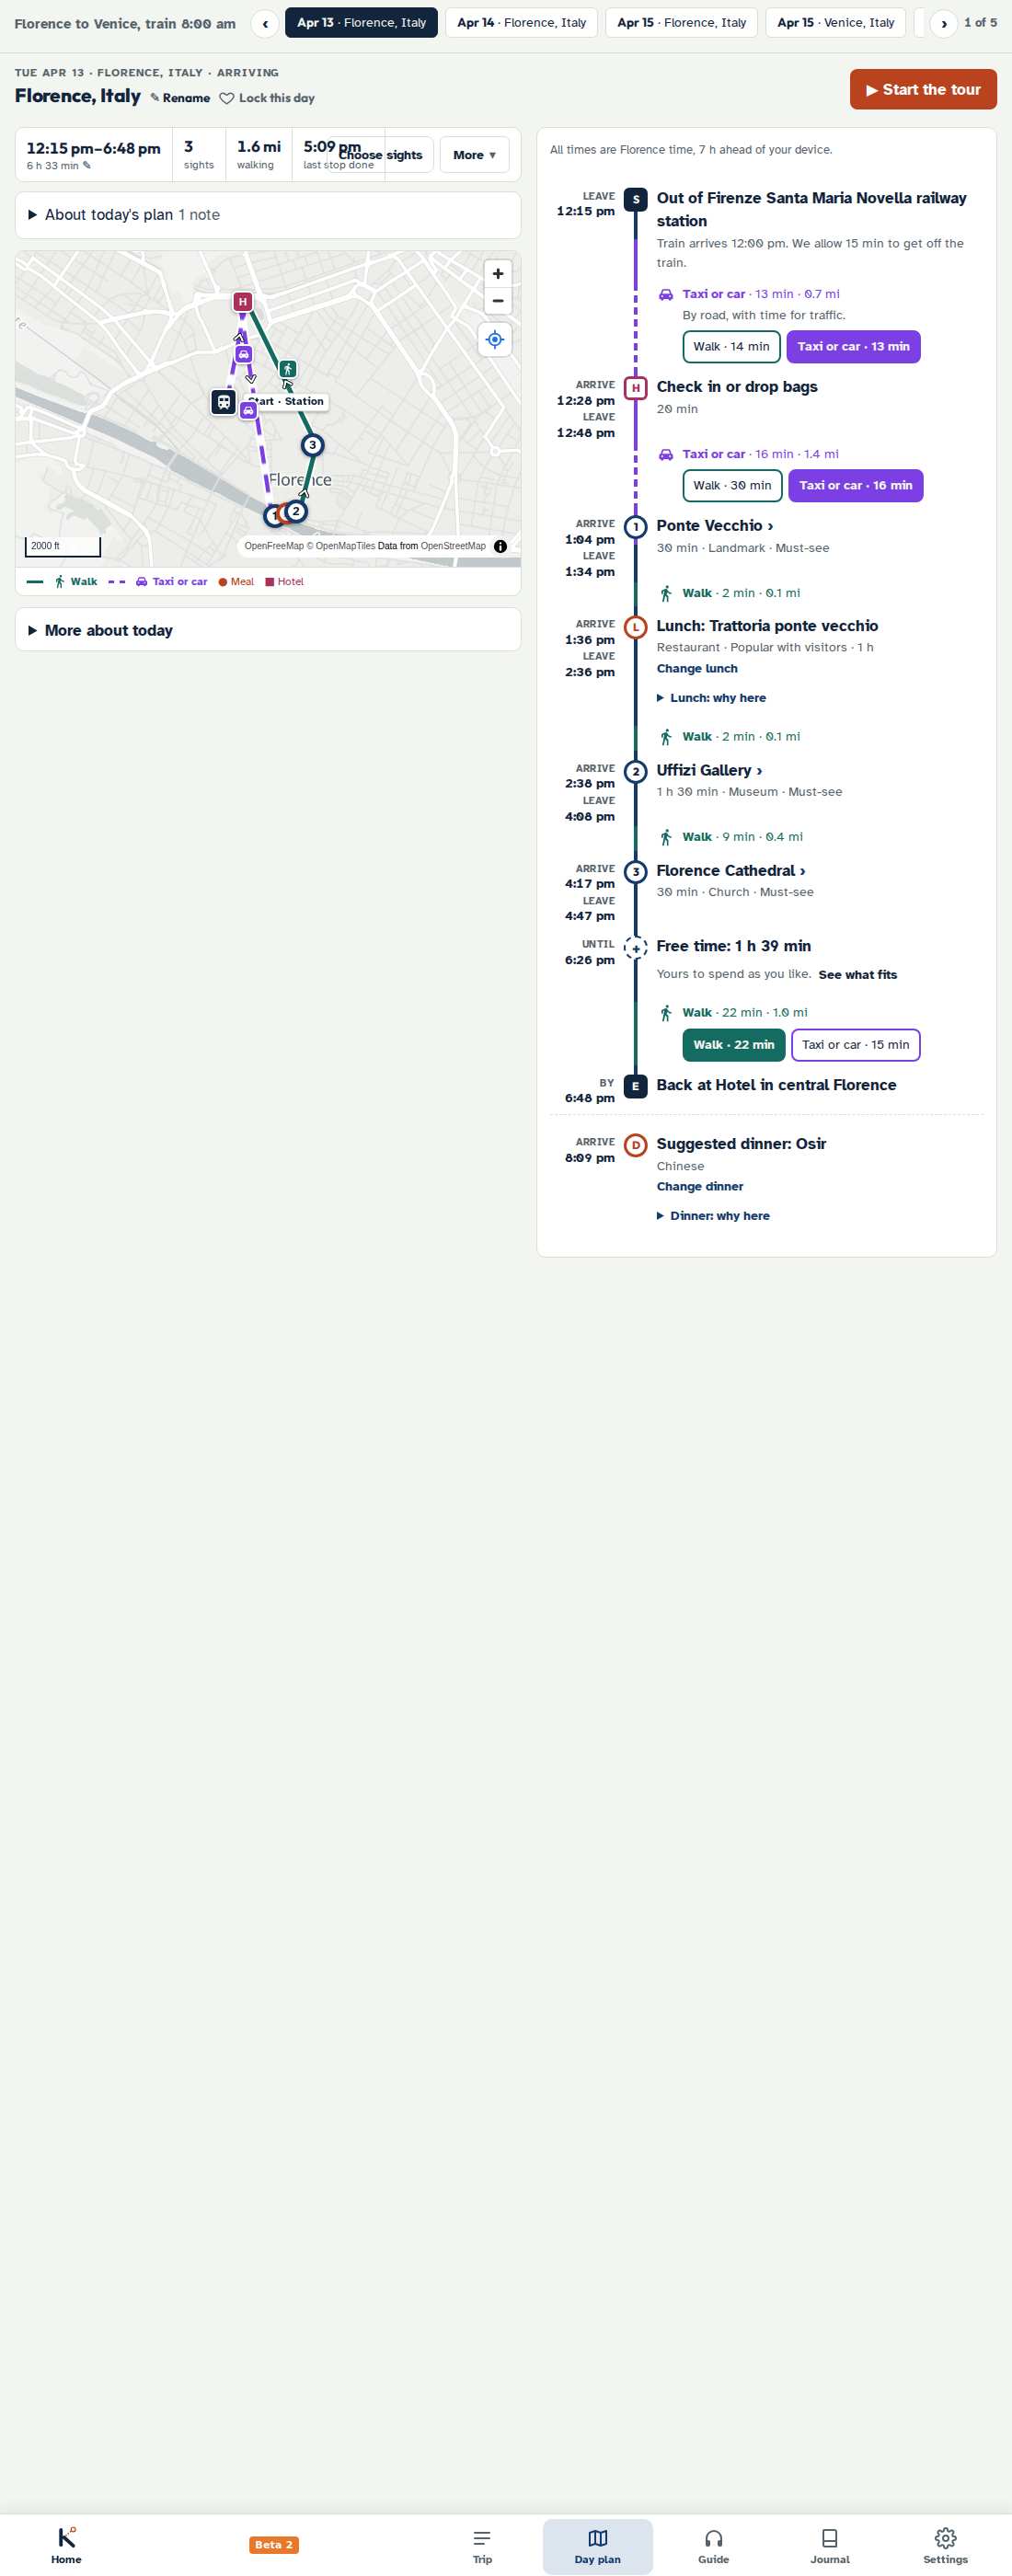 Florence to Venice, train 8:00 am
‹
Apr 13 · Florence, Italy
Apr 14 · Florence, Italy
Apr 15 · Florence, Italy
Apr 15 · Venice, Italy
›
1 of 5
TUE APR 13 · FLORENCE, ITALY · ARRIVING
Florence, Italy ✎ Rename Lock this day
▶ Start the tour
12:15 pm–6:48 pm
6 h 33 min ✎
3
sights
1.6 mi
walking
5:09 pm
last stop done
Choose sights
More ▾
▶ About today's plan 1 note
H
Start · Station
3
Florence
1
2
+
−
2000 ft
OpenFreeMap © OpenMapTiles Data from OpenStreetMap
Walk
Taxi or car
Meal
Hotel
▶ More about today
All times are Florence time, 7 h ahead of your device.
LEAVE
12:15 pm
S
Out of Firenze Santa Maria Novella railway
station
Train arrives 12:00 pm. We allow 15 min to get off the
train.
Taxi or car · 13 min · 0.7 mi
By road, with time for traffic.
Walk · 14 min
Taxi or car · 13 min
ARRIVE
12:28 pm
LEAVE
12:48 pm
H
Check in or drop bags
20 min
Taxi or car · 16 min · 1.4 mi
Walk · 30 min
Taxi or car · 16 min
ARRIVE
1:04 pm
LEAVE
1:34 pm
1
Ponte Vecchio ›
30 min · Landmark · Must-see
Walk · 2 min · 0.1 mi
ARRIVE
1:36 pm
LEAVE
2:36 pm
L
Lunch: Trattoria ponte vecchio
Restaurant · Popular with visitors · 1 h
Change lunch
▶ Lunch: why here
Walk · 2 min · 0.1 mi
ARRIVE
2:38 pm
LEAVE
4:08 pm
2
Uffizi Gallery ›
1 h 30 min · Museum · Must-see
Walk · 9 min · 0.4 mi
ARRIVE
4:17 pm
LEAVE
4:47 pm
3
Florence Cathedral ›
30 min · Church · Must-see
UNTIL
6:26 pm
+
Free time: 1 h 39 min
Yours to spend as you like. See what fits
Walk · 22 min · 1.0 mi
Walk · 22 min
Taxi or car · 15 min
BY
6:48 pm
E
Back at Hotel in central Florence
ARRIVE
8:09 pm
D
Suggested dinner: Osir
Chinese
Change dinner
▶ Dinner: why here
Home
Beta 2
Trip
Day plan
Guide
Journal
Settings